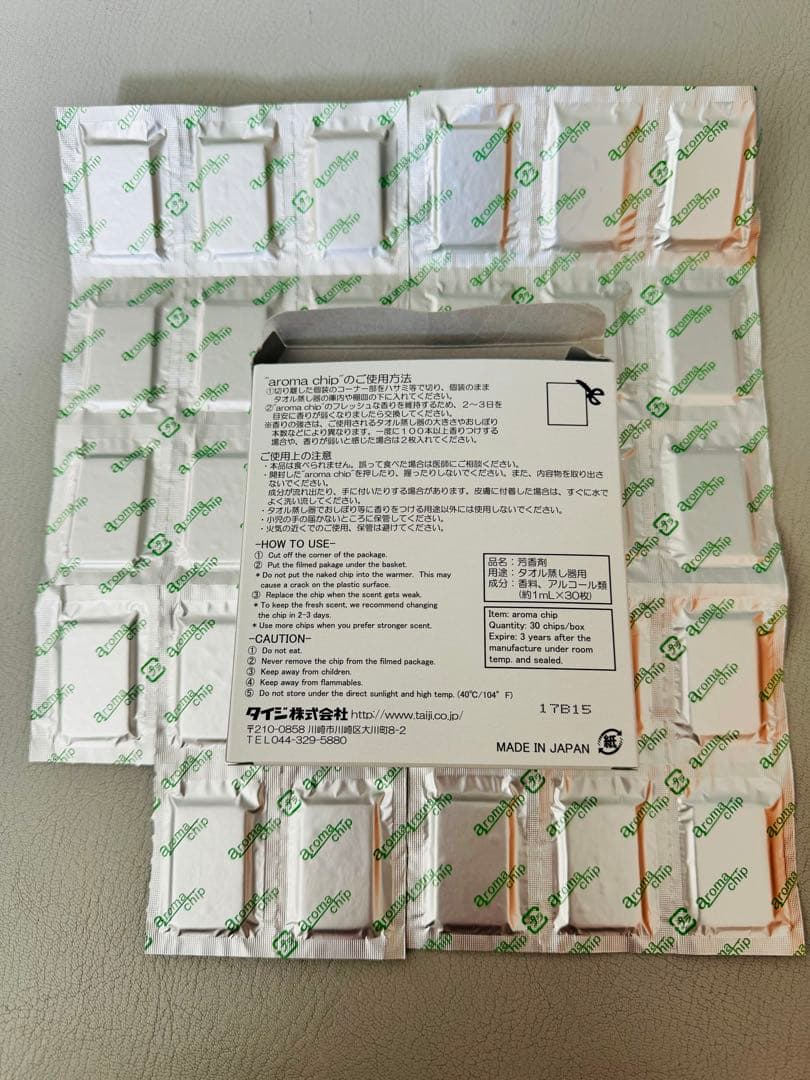 "aroma chip"のご使用方法
①切り離した個装のコーナー部をハサミ等で切り、個装のまま
タオル蒸し器の庫内や棚皿の下に入れてください。
②"aroma chip"のフレッシュな香りを維持するため、2～3日を
目安に香りが弱くなりましたら交換してください。
※香りの強さは、ご使用されるタオル蒸し器の大きさやおしぼり
本数などにより異なります。一度に100本以上香りつけする
場合や、香りが弱いと感じた場合は2枚入れてください。
ご使用上の注意
・本品は食べられません。誤って食べた場合は医師にご相談ください。
・開封した"aroma chip"を押したり、握ったりしないでください。また、内容物を取り出さ
ないでください。
成分が流れ出たり、手に付いたりする場合があります。皮膚に付着した場合は、すぐに水で
よく洗い流してください。
・タオル蒸し器でおしぼり等に香りをつける用途以外には使用しないでください。
・小児の手の届かないところに保管してください。
・火気の近くでのご使用、保管は避けてください。
-HOW TO USE-
① Cut off the corner of the package.
② Put the filmed pakage under the basket.
* Do not put the naked chip into the warmer. This may
cause a crack on the plastic surface.
③ Replace the chip when the scent gets weak.
* To keep the fresh scent, we recommend changing
the chip in 2-3 days.
* Use more chips when you prefer stronger scent.
-CAUTION-
① Do not eat.
② Never remove the chip from the filmed package.
③ Keep away from children.
④ Keep away from flammables.
⑤ Do not store under the direct sunlight and high temp. (40℃/104°F)
品名：芳香剤
用途：タオル蒸し器用
成分：香料、アルコール類
(約1mL×30枚)
Item: aroma chip
Quantity: 30 chips/box
Expire: 3 years after the
manufacture under room
temp. and sealed.
タイジ株式会社 http://www.taiji.co.jp/
〒210-0858 川崎市川崎区大川町8-2
TEL044-329-5880
17B15
MADE IN JAPAN
紙
aroma chip
プラ